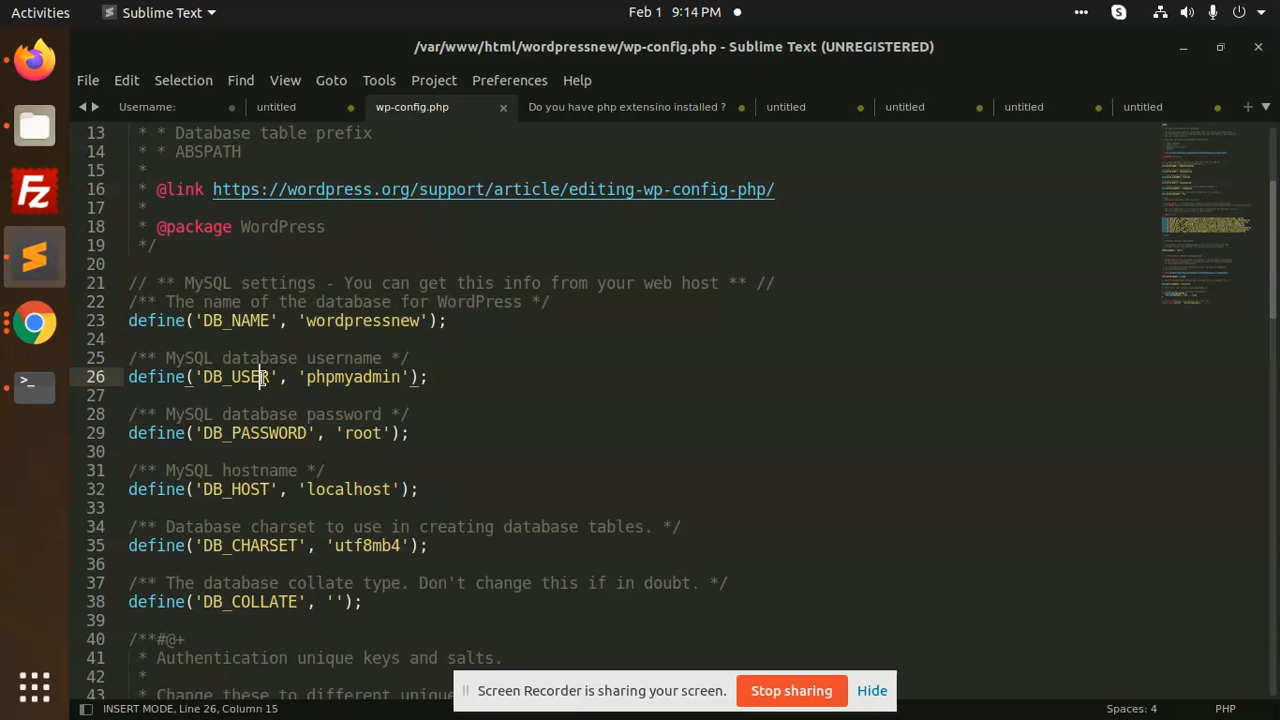 Activities Sublime Text Feb 1 9:14 PM
/var/www/html/wordpressnew/wp-config.php - Sublime Text (UNREGISTERED)
File Edit Selection Find View Goto Tools Project Preferences Help
Username: untitled wp-config.php Do you have php extensino installed ? untitled untitled untitled untitled
13 * * Database table prefix
14 * * ABSPATH
15 *
16 * @link https://wordpress.org/support/article/editing-wp-config-php/
17 *
18 * @package WordPress
19 */
20
21 // ** MySQL settings - You can get this info from your web host ** //
22 /** The name of the database for WordPress */
23 define('DB_NAME', 'wordpressnew');
24
25 /** MySQL database username */
26 define('DB_USER', 'phpmyadmin');
27
28 /** MySQL database password */
29 define('DB_PASSWORD', 'root');
30
31 /** MySQL hostname */
32 define('DB_HOST', 'localhost');
33
34 /** Database charset to use in creating database tables. */
35 define('DB_CHARSET', 'utf8mb4');
36
37 /** The database collate type. Don't change this if in doubt. */
38 define('DB_COLLATE', '');
39
40 /**#@+
41 * Authentication unique keys and salts.
42 *
43 * Change these to different unique
Screen Recorder is sharing your screen. Stop sharing Hide
INSERT MODE, Line 26, Column 15 Spaces: 4 PHP